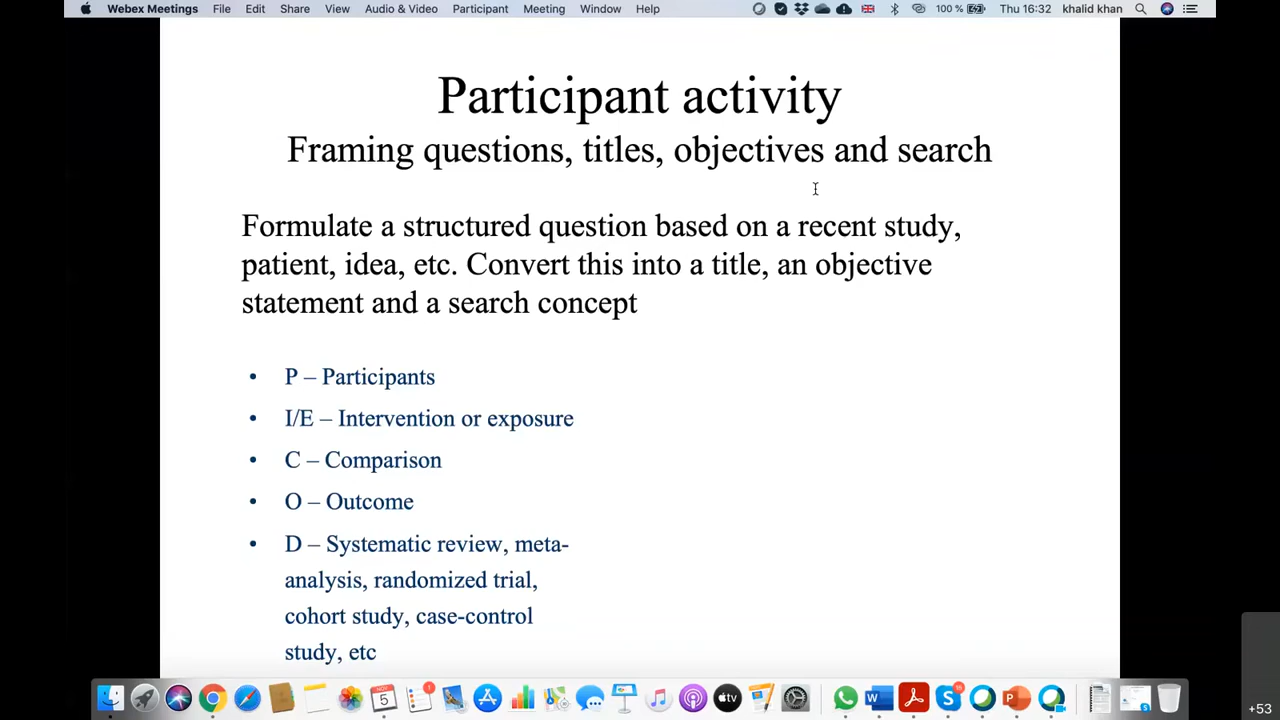 Webex Meetings File Edit Share View Audio & Video Participant Meeting Window Help 100 % Thu 16:32 khalid khan
Participant activity
Framing questions, titles, objectives and search
Formulate a structured question based on a recent study,
patient, idea, etc. Convert this into a title, an objective
statement and a search concept
• P – Participants
• I/E – Intervention or exposure
• C – Comparison
• O – Outcome
• D – Systematic review, meta-
analysis, randomized trial,
cohort study, case-control
study, etc
5
tv
+53